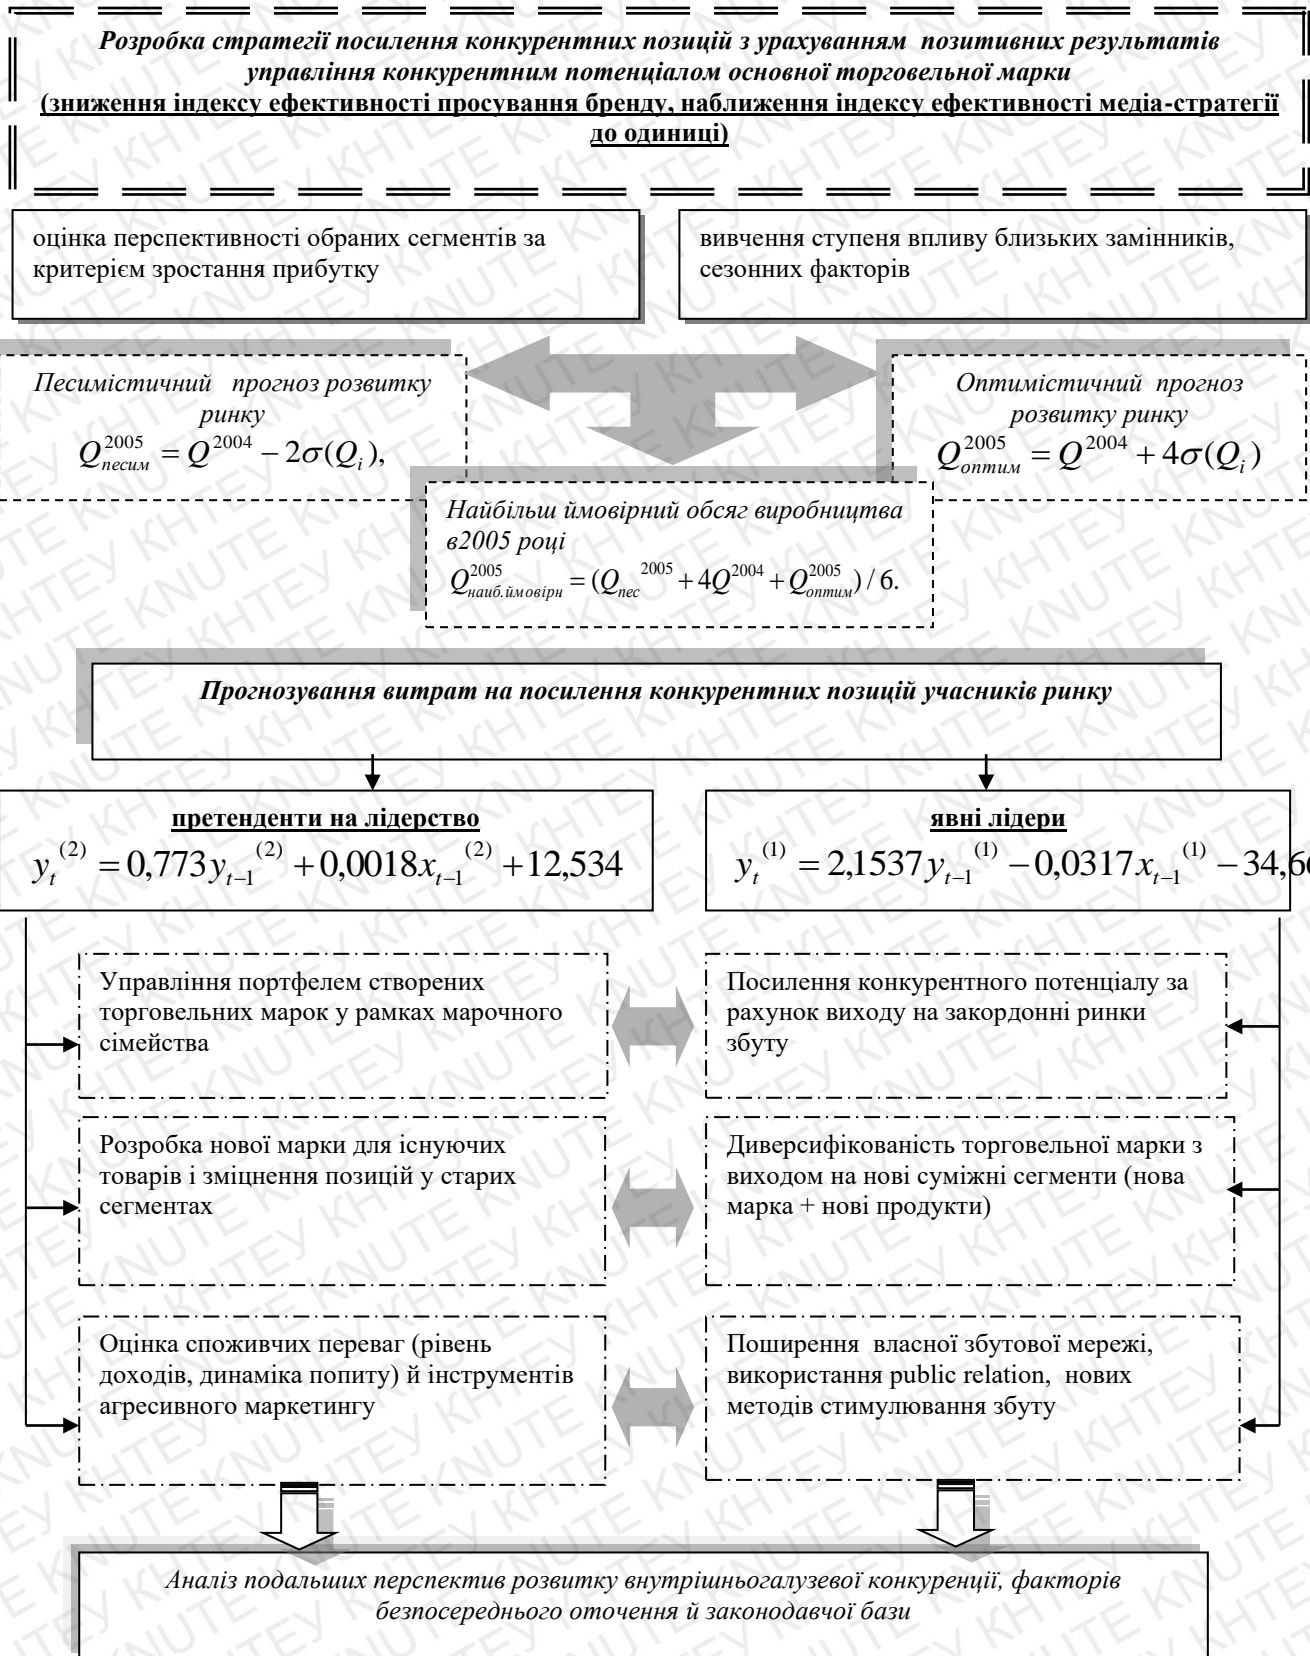 Розробка стратегії посилення конкурентних позицій з урахуванням позитивних результатів
управління конкурентним потенціалом основної торговельної марки
(зниження індексу ефективності просування бренду, наближення індексу ефективності медіа-стратегії
до одиниці)
оцінка перспективності обраних сегментів за
критерієм зростання прибутку
вивчення ступеня впливу близьких замінників,
сезонних факторів
Песимістичний прогноз розвитку
ринку
Q_{песим}^{2005} = Q^{2004} − 2σ(Q_i),
Оптимістичний прогноз
розвитку ринку
Q_{оптим}^{2005} = Q^{2004} + 4σ(Q_i)
Найбільш ймовірний обсяг виробництва
в2005 році
Q_{наиб.ймовірн}^{2005} = (Q_{пес}^{2005} + 4Q^{2004} + Q_{оптим}^{2005}) / 6.
Прогнозування витрат на посилення конкурентних позицій учасників ринку
претенденти на лідерство
y_t^{(2)} = 0,773y_{t−1}^{(2)} + 0,0018x_{t−1}^{(2)} + 12,534
явні лідери
y_t^{(1)} = 2,1537y_{t−1}^{(1)} − 0,0317x_{t−1}^{(1)} − 34,6
Управління портфелем створених
торговельних марок у рамках марочного
сімейства
Посилення конкурентного потенціалу за
рахунок виходу на закордонні ринки
збуту
Розробка нової марки для існуючих
товарів і зміцнення позицій у старих
сегментах
Диверсифікованість торговельної марки з
виходом на нові суміжні сегменти (нова
марка + нові продукти)
Оцінка споживчих переваг (рівень
доходів, динаміка попиту) й інструментів
агресивного маркетингу
Поширення власної збутової мережі,
використання public relation, нових
методів стимулювання збуту
Аналіз подальших перспектив розвитку внутрішньогалузевої конкуренції, факторів
безпосереднього оточення й законодавчої бази